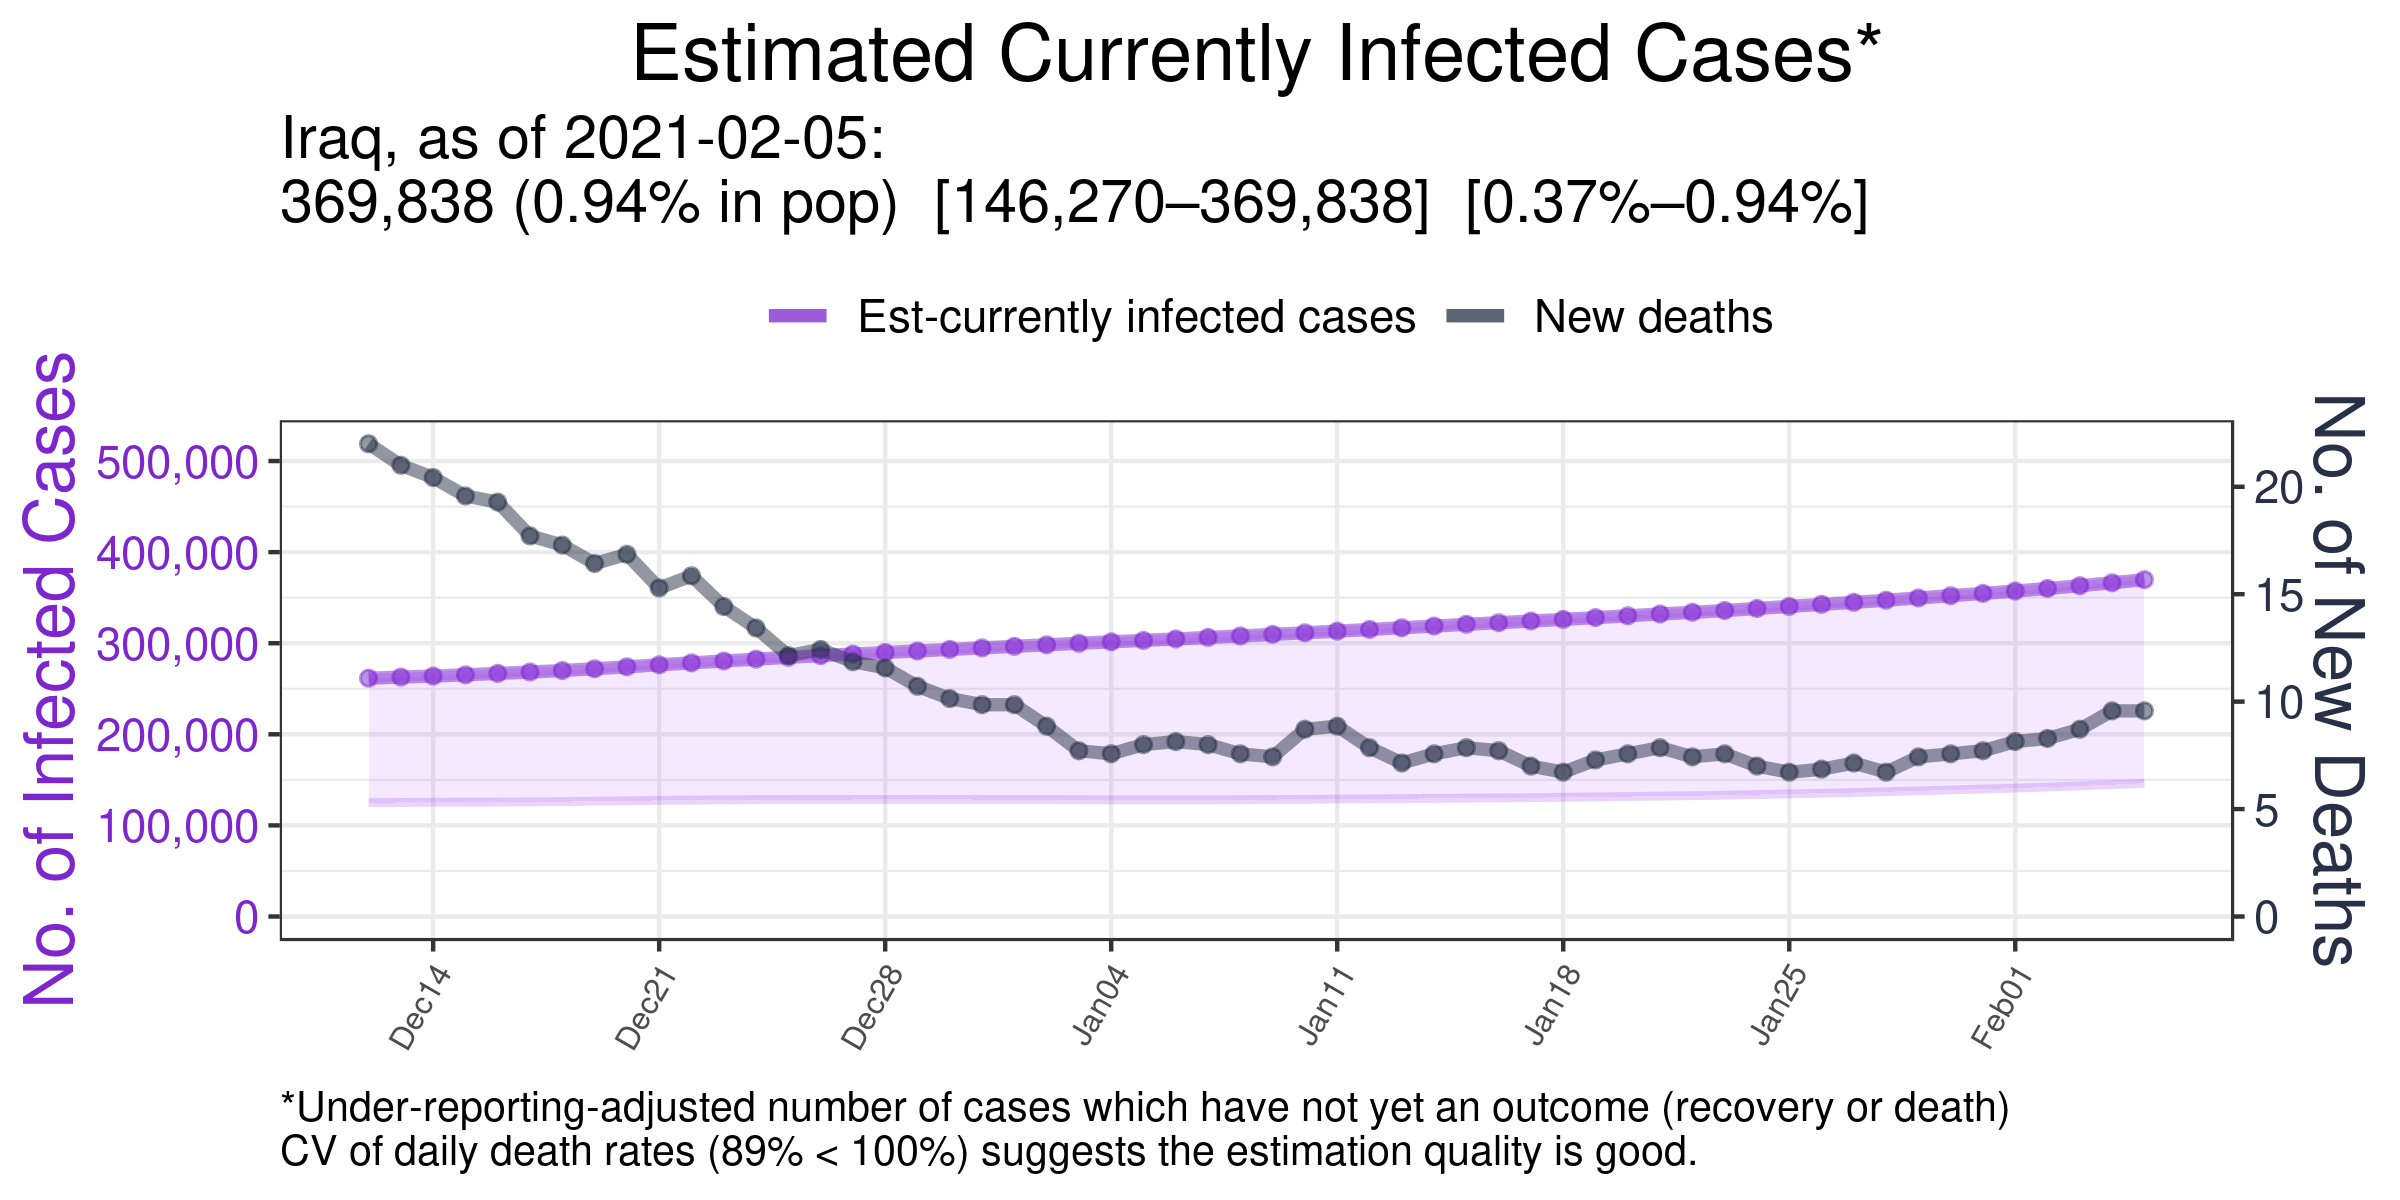 Estimated Currently Infected Cases*
Iraq, as of 2021-02-05:
369,838 (0.94% in pop)  [146,270–369,838]  [0.37%–0.94%]
Est-currently infected cases
New deaths
No. of Infected Cases
500,000
400,000
300,000
200,000
100,000
0
No. of New Deaths
20
15
10
5
0
Dec14
Dec21
Dec28
Jan04
Jan11
Jan18
Jan25
Feb01
*Under-reporting-adjusted number of cases which have not yet an outcome (recovery or death)
CV of daily death rates (89% < 100%) suggests the estimation quality is good.